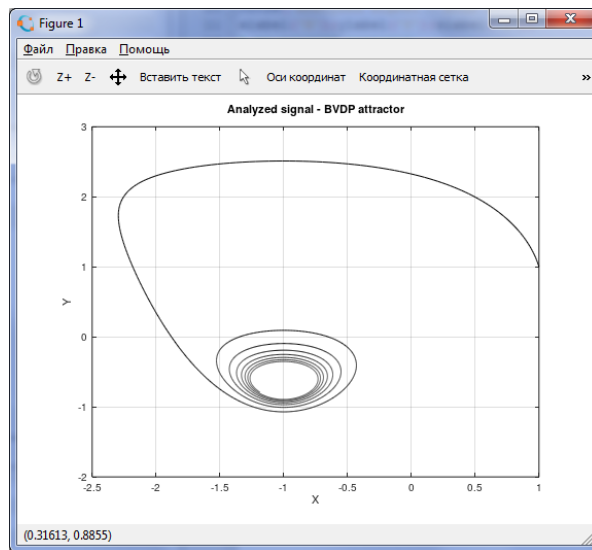 Figure 1
Файл Правка Помощь
Z+ Z- Вставить текст Оси координат Координатная сетка »
Analyzed signal - BVDP attractor
3
2
1
0
-1
-2
Y
-2.5 -2 -1.5 -1 -0.5 0 0.5 1
X
(0.31613, 0.8855)